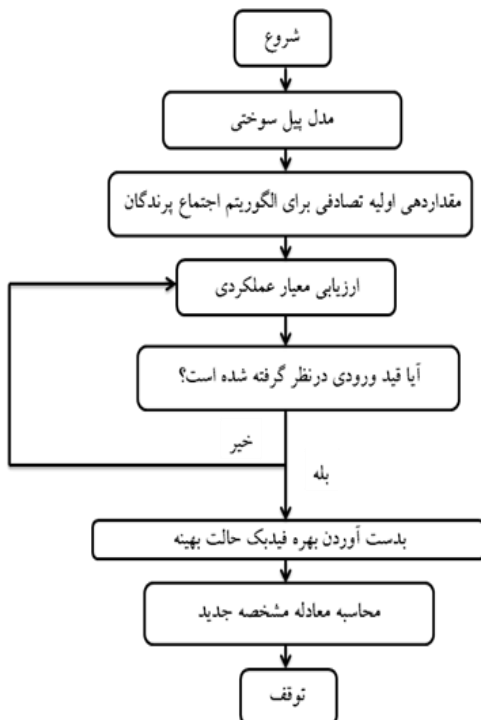 شروع
مدل پیل سوختی
مقداردهی اولیه تصادفی برای الگوریتم اجتماع پرندگان
ارزیابی معیار عملکردی
آیا قید ورودی درنظر گرفته شده است؟
خیر
بله
بدست آوردن بهره فیدبک حالت بهینه
محاسبه معادله مشخصه جدید
توقف